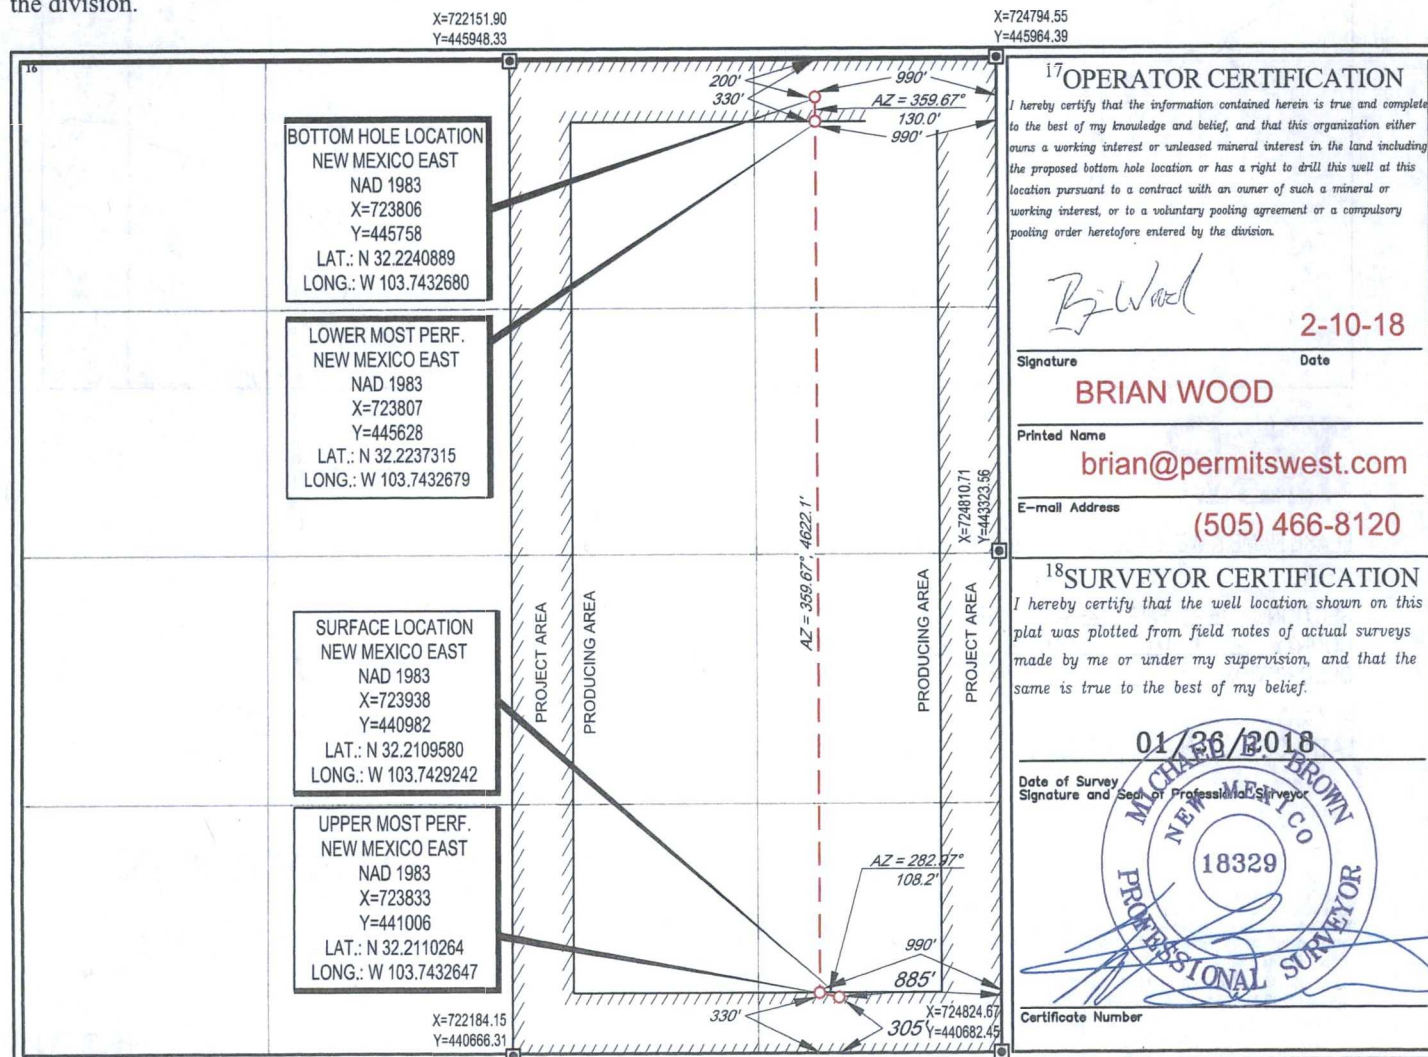 the division.
X=722151.90
Y=445948.33
X=724794.55
Y=445964.39
16
200'
330'
990'
AZ = 359.67°
130.0'
990'
BOTTOM HOLE LOCATION
NEW MEXICO EAST
NAD 1983
X=723806
Y=445758
LAT.: N 32.2240889
LONG.: W 103.7432680
LOWER MOST PERF.
NEW MEXICO EAST
NAD 1983
X=723807
Y=445628
LAT.: N 32.2237315
LONG.: W 103.7432679
X=724810.71
Y=443323.56
AZ = 359.67°, 4622.1'
PROJECT AREA
PRODUCING AREA
PRODUCING AREA
PROJECT AREA
SURFACE LOCATION
NEW MEXICO EAST
NAD 1983
X=723938
Y=440982
LAT.: N 32.2109580
LONG.: W 103.7429242
UPPER MOST PERF.
NEW MEXICO EAST
NAD 1983
X=723833
Y=441006
LAT.: N 32.2110264
LONG.: W 103.7432647
AZ = 282.97°
108.2'
990'
885'
330'
305'
X=724824.67
Y=440682.45
X=722184.15
Y=440666.31
17 OPERATOR CERTIFICATION
I hereby certify that the information contained herein is true and complete
to the best of my knowledge and belief, and that this organization either
owns a working interest or unleased mineral interest in the land including
the proposed bottom hole location or has a right to drill this well at this
location pursuant to a contract with an owner of such a mineral or
working interest, or to a voluntary pooling agreement or a compulsory
pooling order heretofore entered by the division.
2-10-18
Signature Date
BRIAN WOOD
Printed Name
brian@permitswest.com
E-mail Address
(505) 466-8120
18 SURVEYOR CERTIFICATION
I hereby certify that the well location shown on this
plat was plotted from field notes of actual surveys
made by me or under my supervision, and that the
same is true to the best of my belief.
01/26/2018
Date of Survey
Signature and Seal of Professional Surveyor
MICHAEL E. BROWN
NEW MEXICO
18329
PROFESSIONAL SURVEYOR
Certificate Number